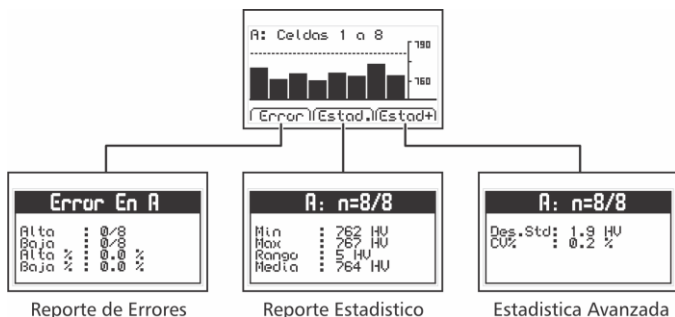 A: Celdas 1 a 8
790
760
Error Estad. Estad+
Error En A
Alta : 0/8
Baja : 0/8
Alta % : 0.0 %
Baja % : 0.0 %
Reporte de Errores
A: n=8/8
Min : 762 HV
Max : 767 HV
Rango : 5 HV
Media : 764 HV
Reporte Estadistico
A: n=8/8
Des.Std: 1.9 HV
CV% : 0.2 %
Estadistica Avanzada